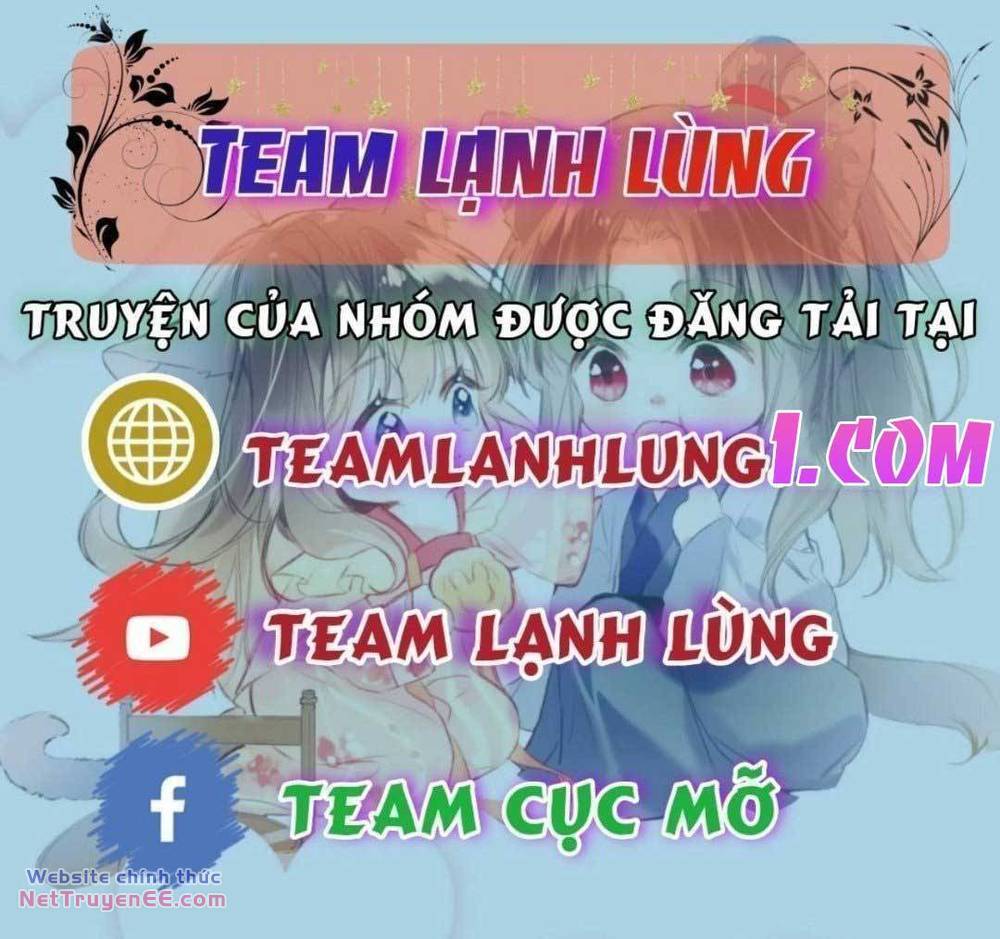 TEAM LẠNH LÙNG
TRUYỆN CỦA NHÓM ĐƯỢC ĐĂNG TẢI TẠI
TEAMLANHLUNG1.COM
TEAM LẠNH LÙNG
f
TEAM CỤC MỠ
Website chính thức
NetTruyenEE.com